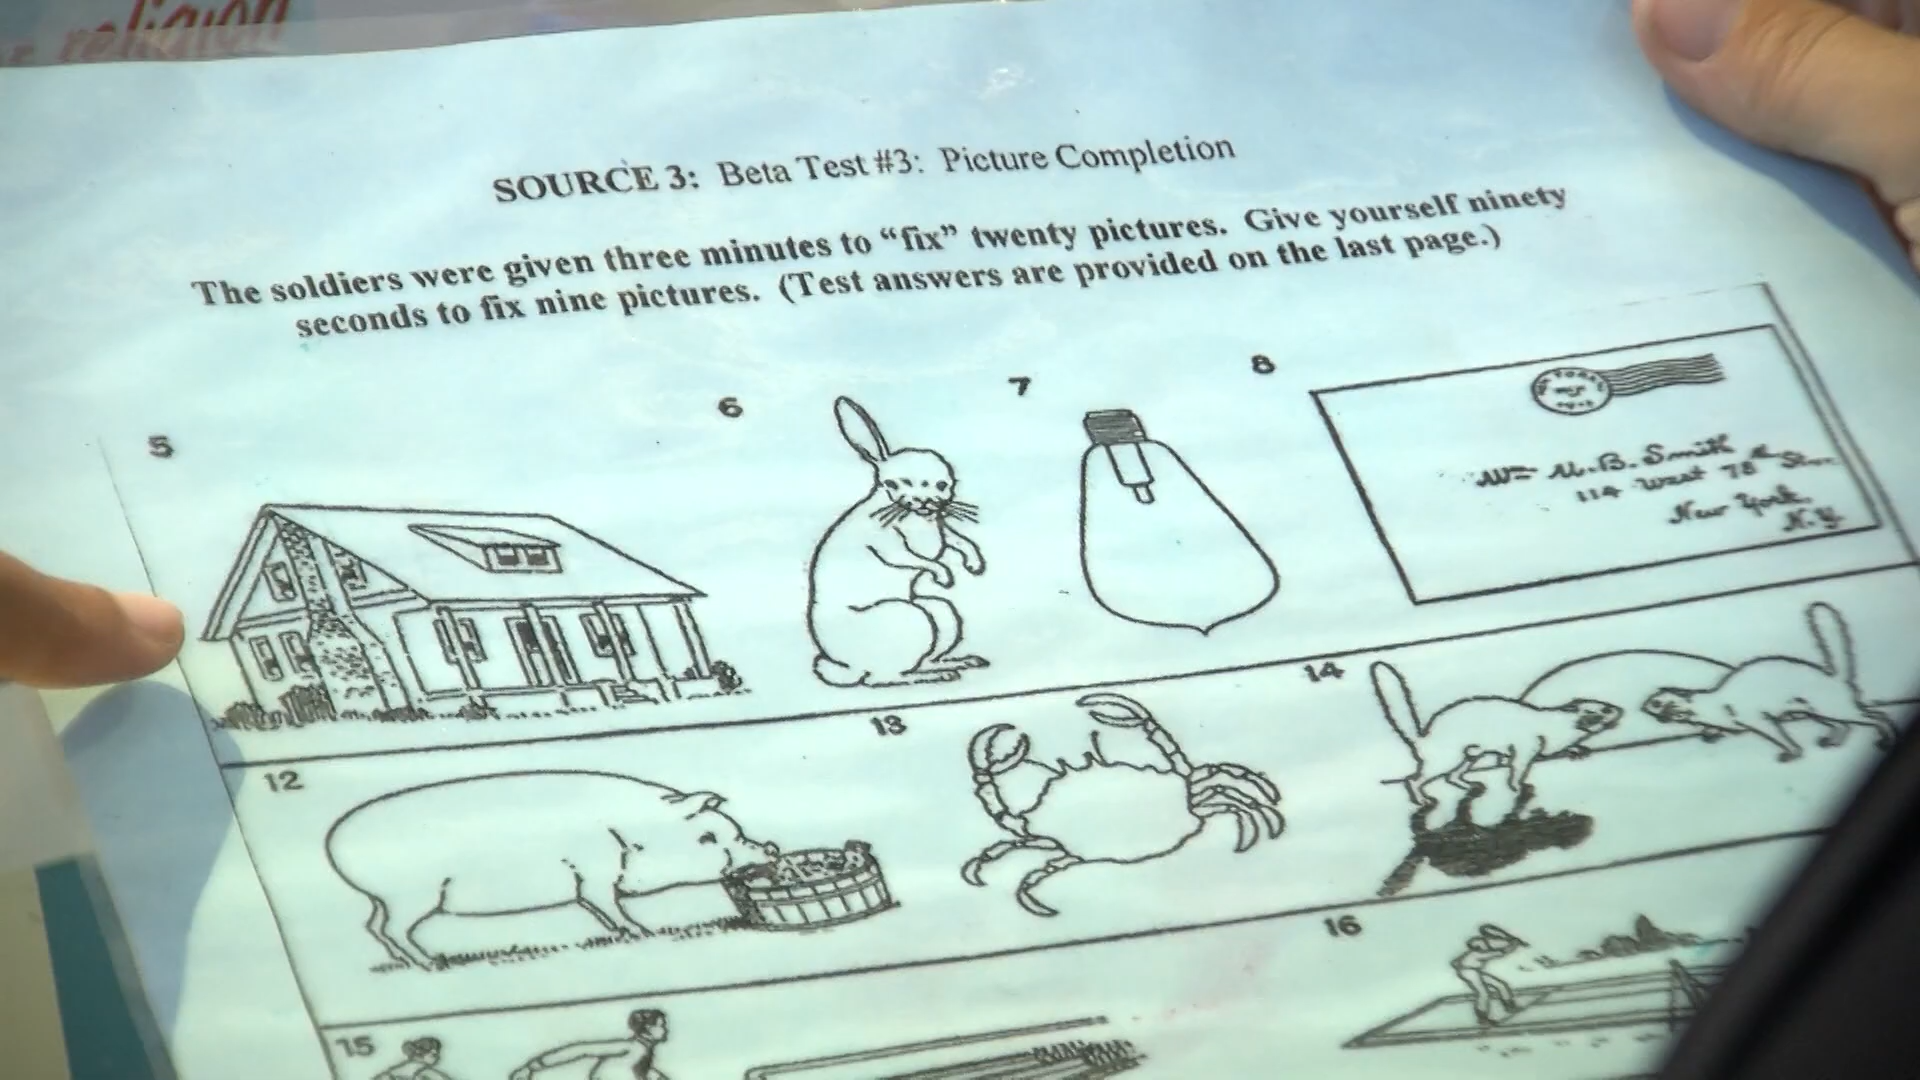 religion
SOURCE 3: Beta Test #3: Picture Completion
The soldiers were given three minutes to “fix” twenty pictures. Give yourself ninety
seconds to fix nine pictures. (Test answers are provided on the last page.)
5
6
7
8
M. B. Smith
114 West 78 St.
New York.
N.Y.
12
13
14
15
16